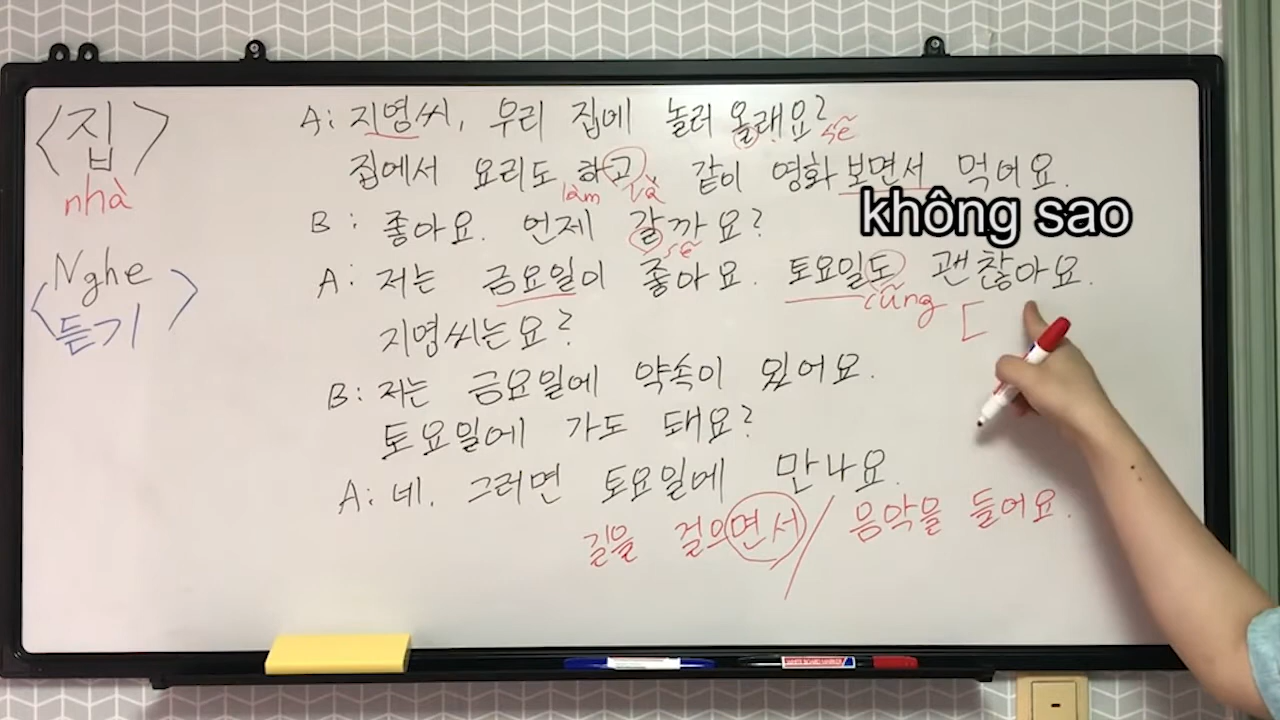 <집>
nhà
Nghe
<듣기>
A: 지영씨, 우리 집에 놀러 올래요?
sẽ
집에서 요리도 하고 같이 영화 보면서 먹어요.
làm và
không sao
B: 좋아요. 언제 갈까요?
sẽ
A: 저는 금요일이 좋아요. 토요일도 괜찮아요.
cũng [
지영씨는요?
B: 저는 금요일에 약속이 있어요.
토요일에 가도 돼요?
A: 네. 그러면 토요일에 만나요.
길을 걸으면서 / 음악을 들어요.